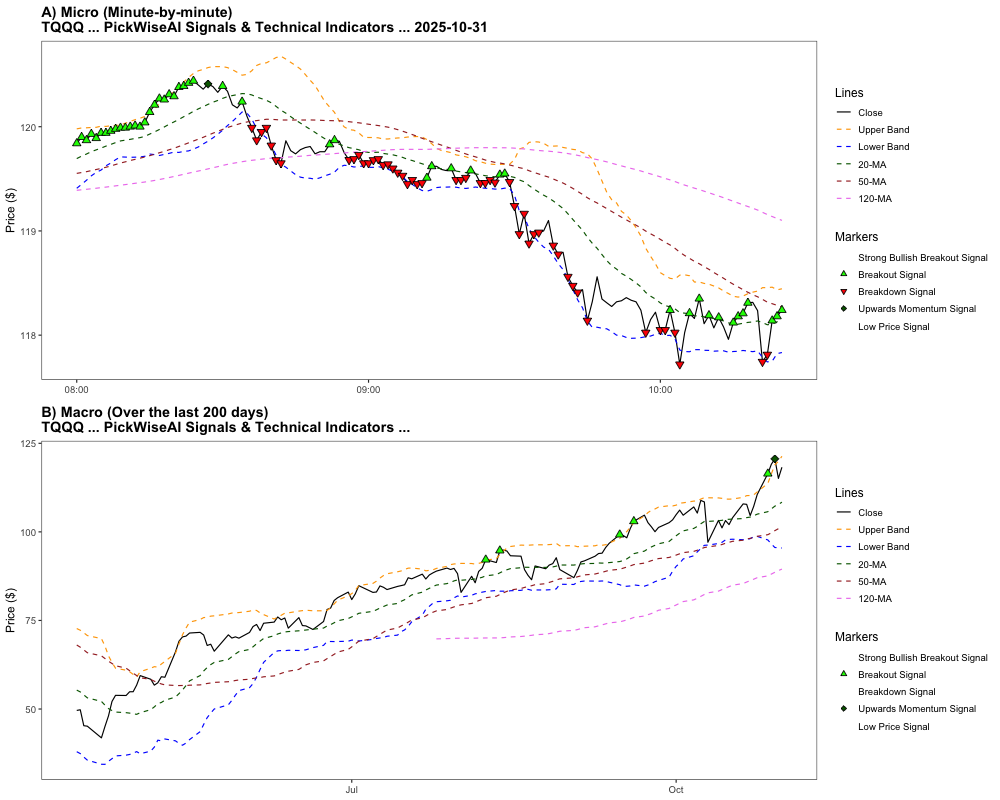 A) Micro (Minute-by-minute)
TQQQ ... PickWiseAI Signals & Technical Indicators ... 2025-10-31
Price ($)
120
119
118
08:00
09:00
10:00
Lines
Close
Upper Band
Lower Band
20-MA
50-MA
120-MA
Markers
Strong Bullish Breakout Signal
Breakout Signal
Breakdown Signal
Upwards Momentum Signal
Low Price Signal
B) Macro (Over the last 200 days)
TQQQ ... PickWiseAI Signals & Technical Indicators ...
Price ($)
125
100
75
50
Jul
Oct
Lines
Close
Upper Band
Lower Band
20-MA
50-MA
120-MA
Markers
Strong Bullish Breakout Signal
Breakout Signal
Breakdown Signal
Upwards Momentum Signal
Low Price Signal